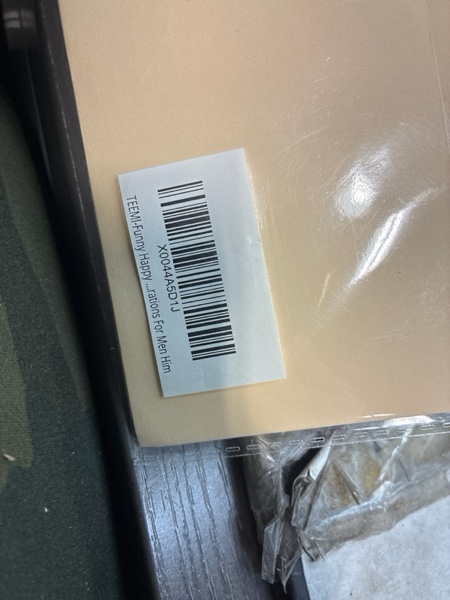 X0044A5D1J
TEEMI-Funny Happy ...rations For Men Him